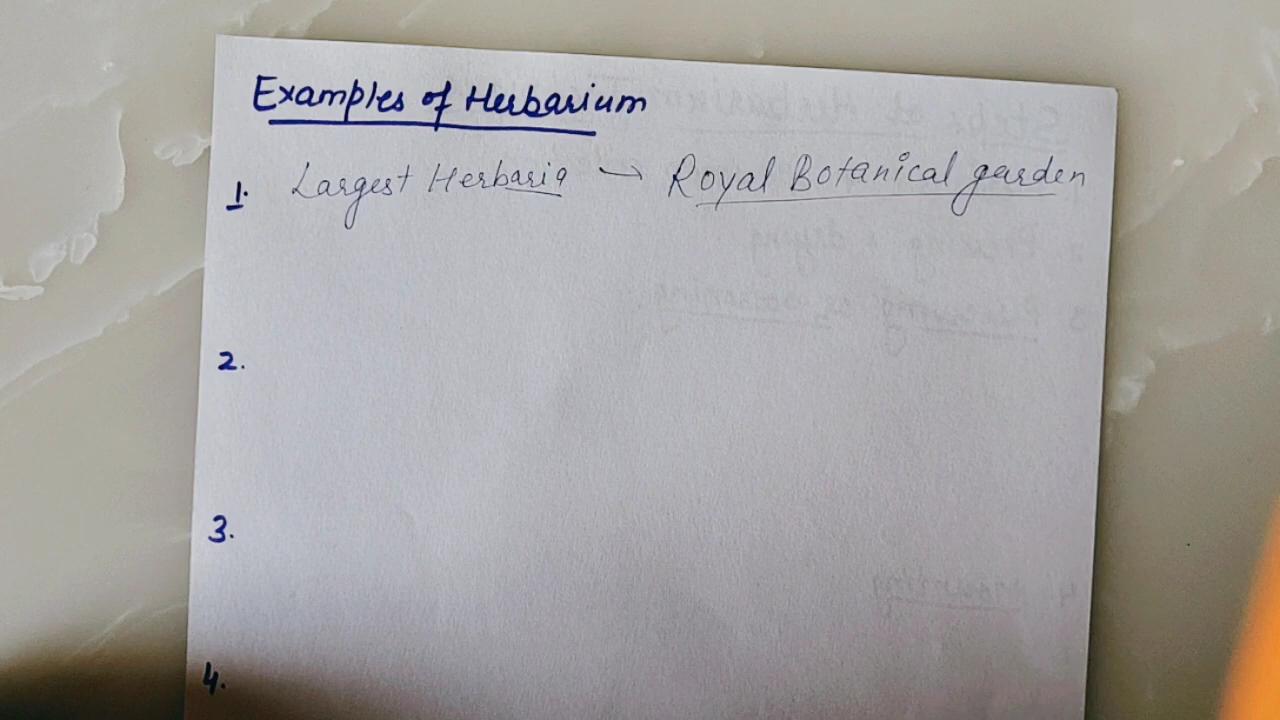 Examples of Herbarium
1. Largest Herbaria → Royal Botanical garden
2.
3.
4.